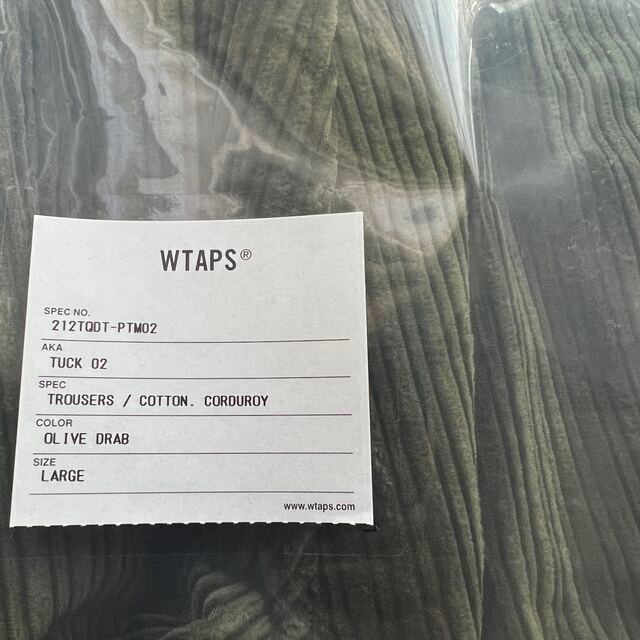 WTAPS®
SPEC NO.
212TQDT-PTM02
AKA
TUCK 02
SPEC
TROUSERS / COTTON. CORDUROY
COLOR
OLIVE DRAB
SIZE
LARGE
www.wtaps.com